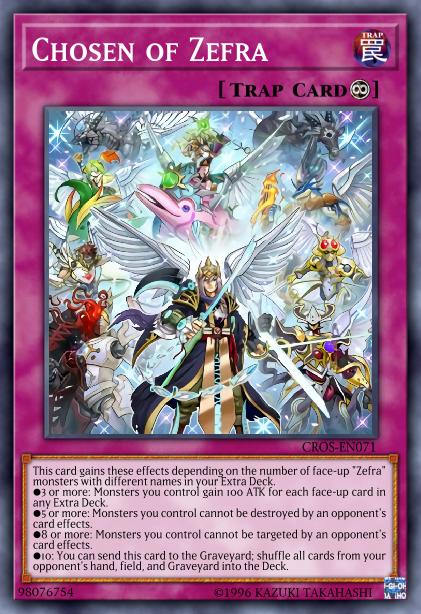 CHOSEN OF ZEFRA
TRAP
罠
[TRAP CARD]
CROS-EN071
This card gains these effects depending on the number of face-up "Zefra"
monsters with different names in your Extra Deck.
●3 or more: Monsters you control gain 100 ATK for each face-up card in
any Extra Deck.
●5 or more: Monsters you control cannot be destroyed by an opponent's
card effects.
●8 or more: Monsters you control cannot be targeted by an opponent's
card effects.
●10: You can send this card to the Graveyard; shuffle all cards from your
opponent's hand, field, and Graveyard into the Deck.
98076754
©1996 KAZUKI TAKAHASHI